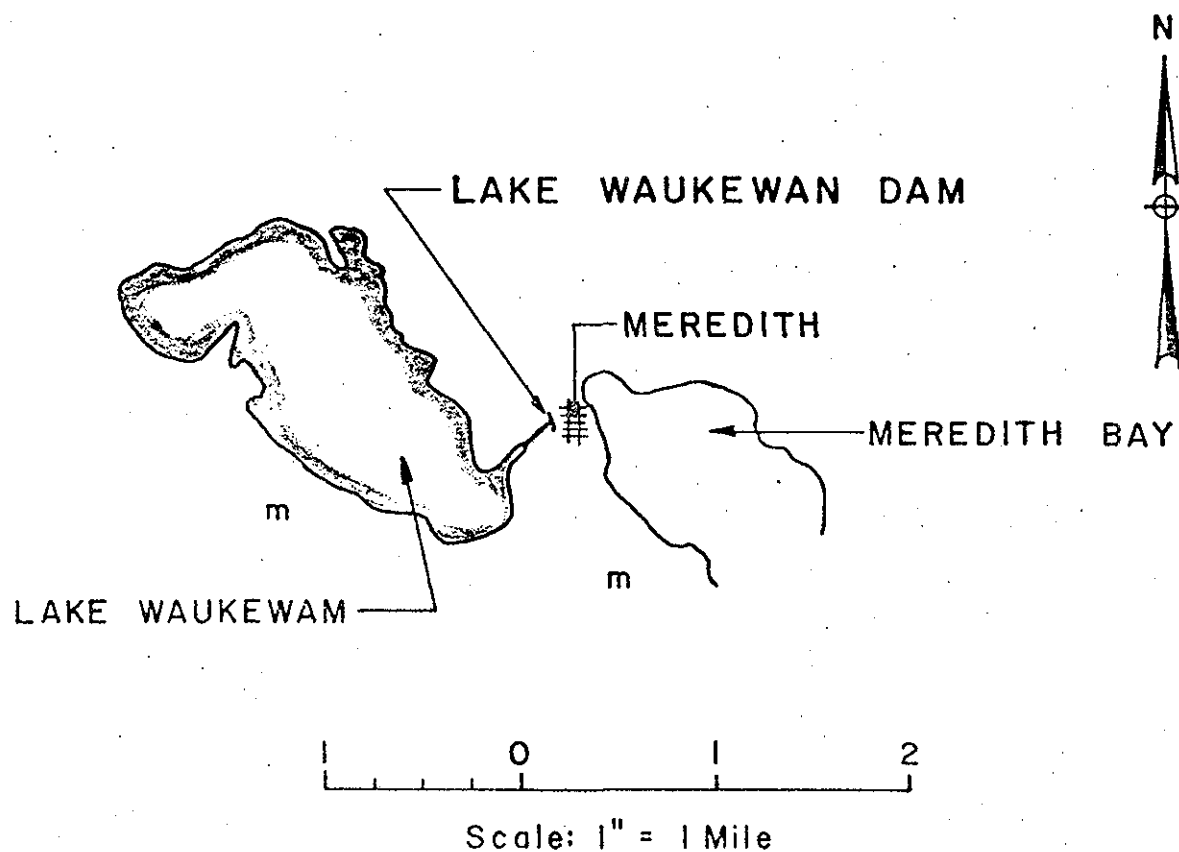 N
LAKE WAUKEWAN DAM
MEREDITH
MEREDITH BAY
m
m
LAKE WAUKEWAM
1 0 1 2
Scale: 1" = 1 Mile